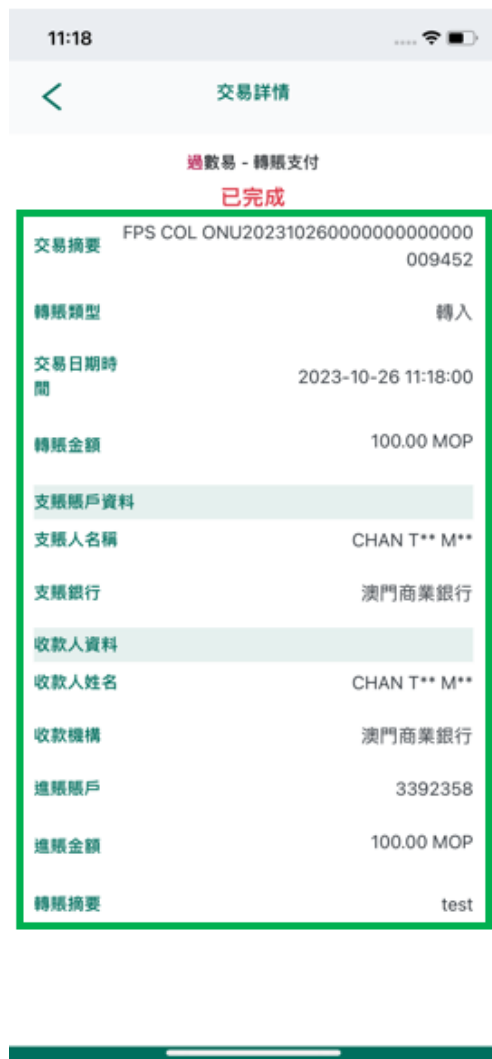 11:18
交易詳情
過數易 - 轉賬支付
已完成
交易摘要 FPS COL ONU20231026000000000000000
009452
轉賬類型 轉入
交易日期時
間 2023-10-26 11:18:00
轉賬金額 100.00 MOP
支賬賬戶資料
支賬人名稱 CHAN T** M**
支賬銀行 澳門商業銀行
收款人資料
收款人姓名 CHAN T** M**
收款機構 澳門商業銀行
進賬賬戶 3392358
進賬金額 100.00 MOP
轉賬摘要 test